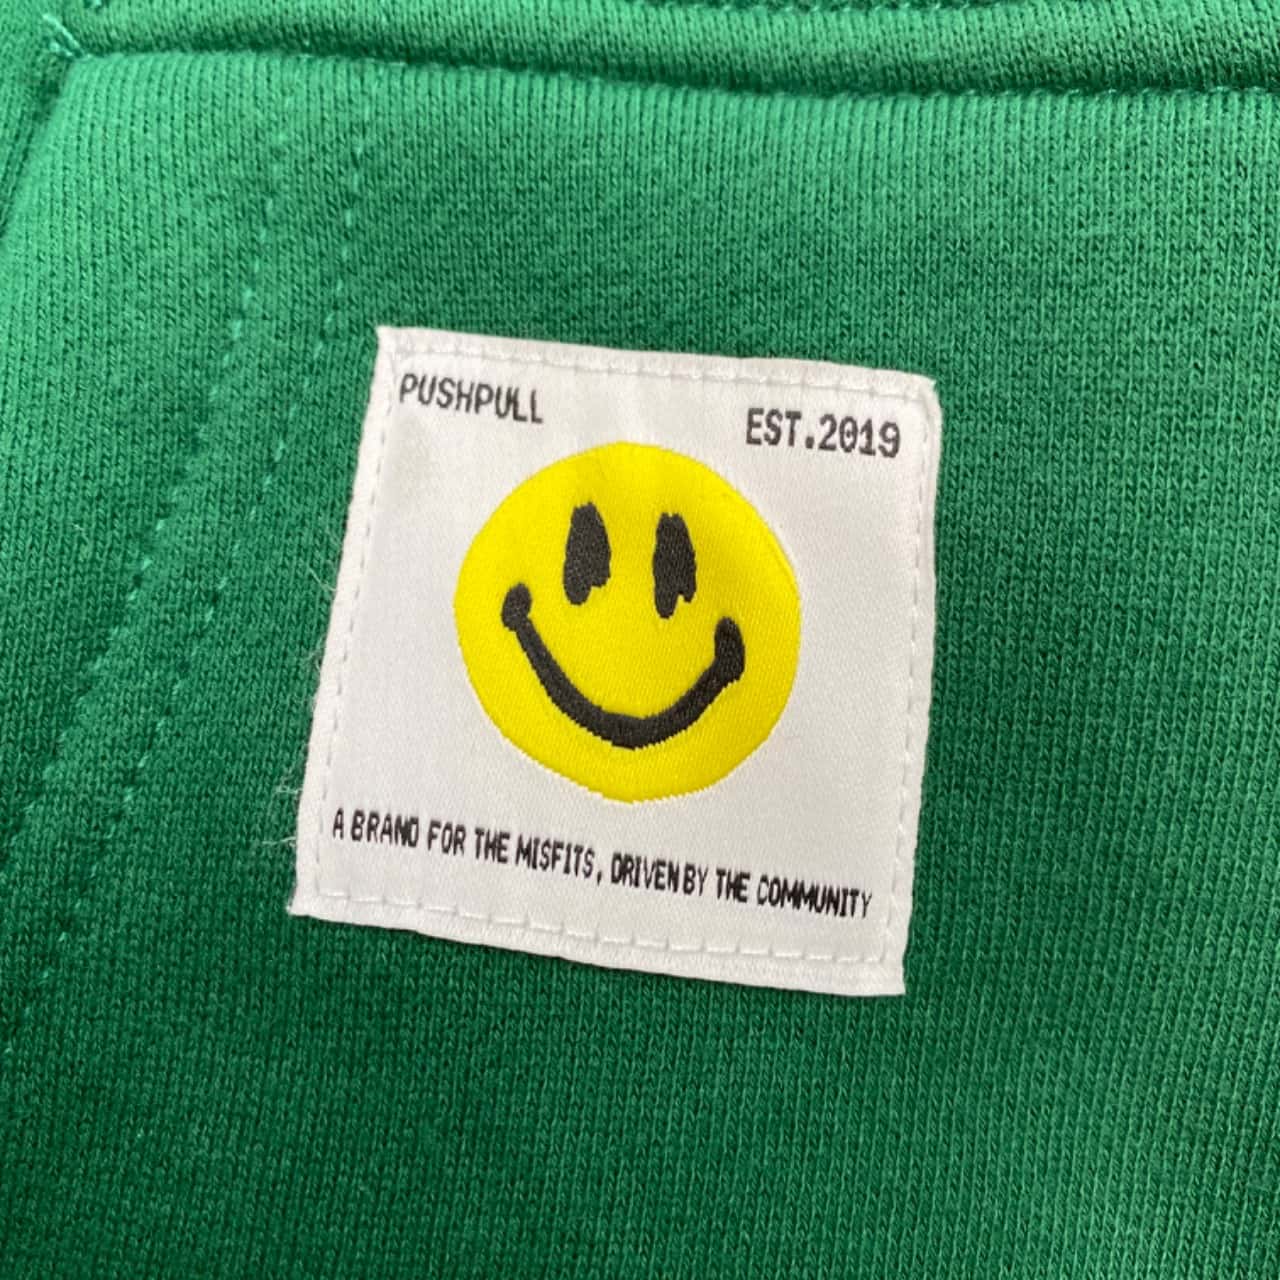 PUSHPULL
EST.2019
A BRAND FOR THE MISFITS, DRIVEN BY THE COMMUNITY